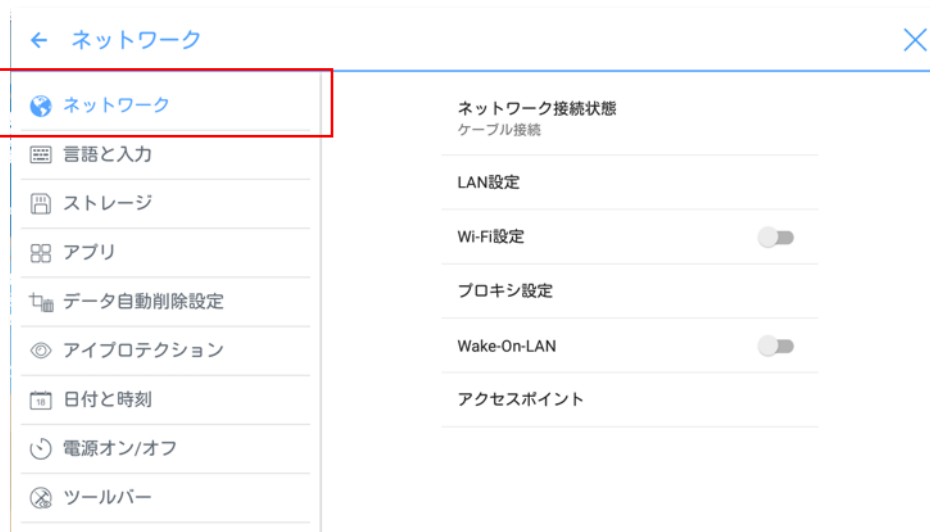 ネットワーク
ネットワーク
言語と入力
ストレージ
アプリ
データ自動削除設定
アイプロテクション
18
日付と時刻
電源オン/オフ
ツールバー
ネットワーク接続状態
ケーブル接続
LAN設定
Wi-Fi設定
プロキシ設定
Wake-On-LAN
アクセスポイント